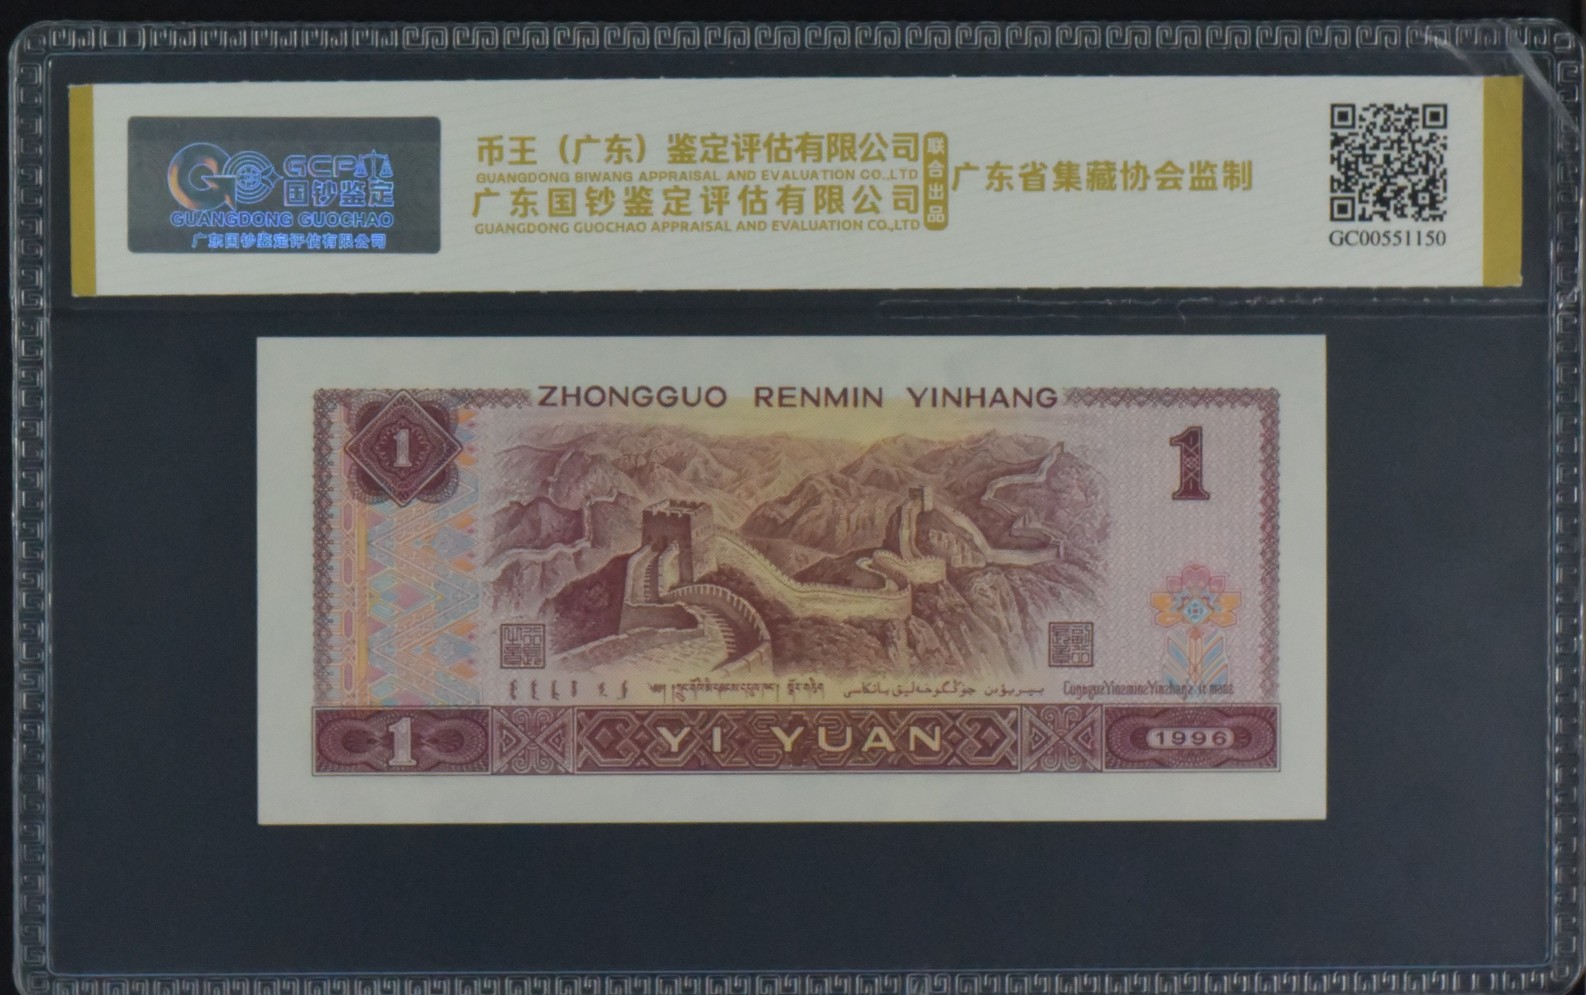 GCP
国钞鉴定
GUANGDONG GUOCHAO
广东国钞鉴定评估有限公司
币王（广东）鉴定评估有限公司
GUANGDONG BIWANG APPRAISAL AND EVALUATION CO.,LTD
广东国钞鉴定评估有限公司
GUANGDONG GUOCHAO APPRAISAL AND EVALUATION CO.,LTD
联合出品
广东省集藏协会监制
GC00551150
ZHONGGUO RENMIN YINHANG
1
1
1
YI YUAN
1996